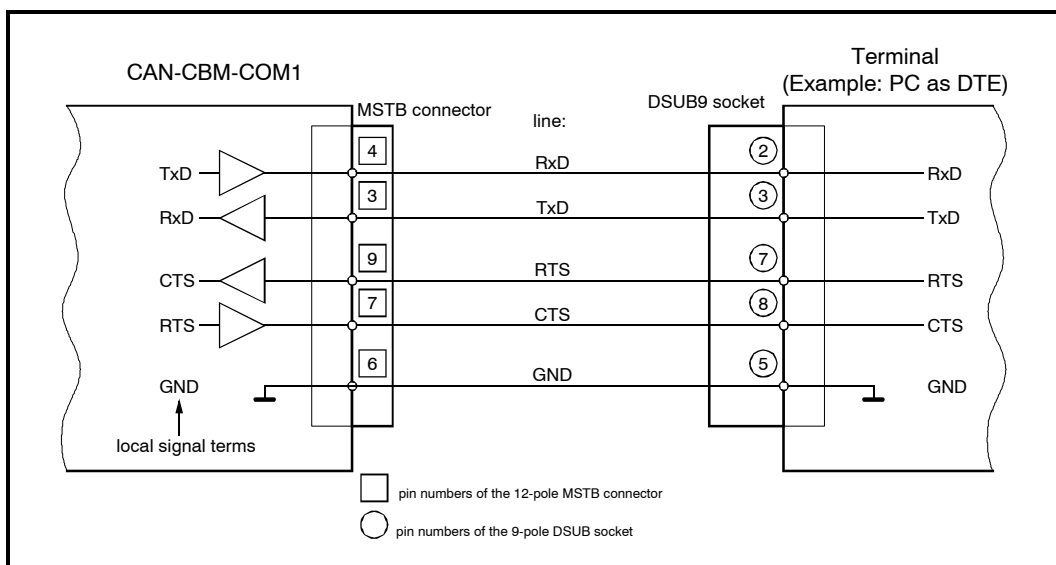 CAN-CBM-COM1
Terminal
(Example: PC as DTE)
MSTB connector
line:
DSUB9 socket
TxD 4 RxD 2 RxD
RxD 3 TxD 3 TxD
CTS 9 RTS 7 RTS
RTS 7 CTS 8 CTS
GND 6 GND 5 GND
local signal terms
pin numbers of the 12-pole MSTB connector
pin numbers of the 9-pole DSUB socket